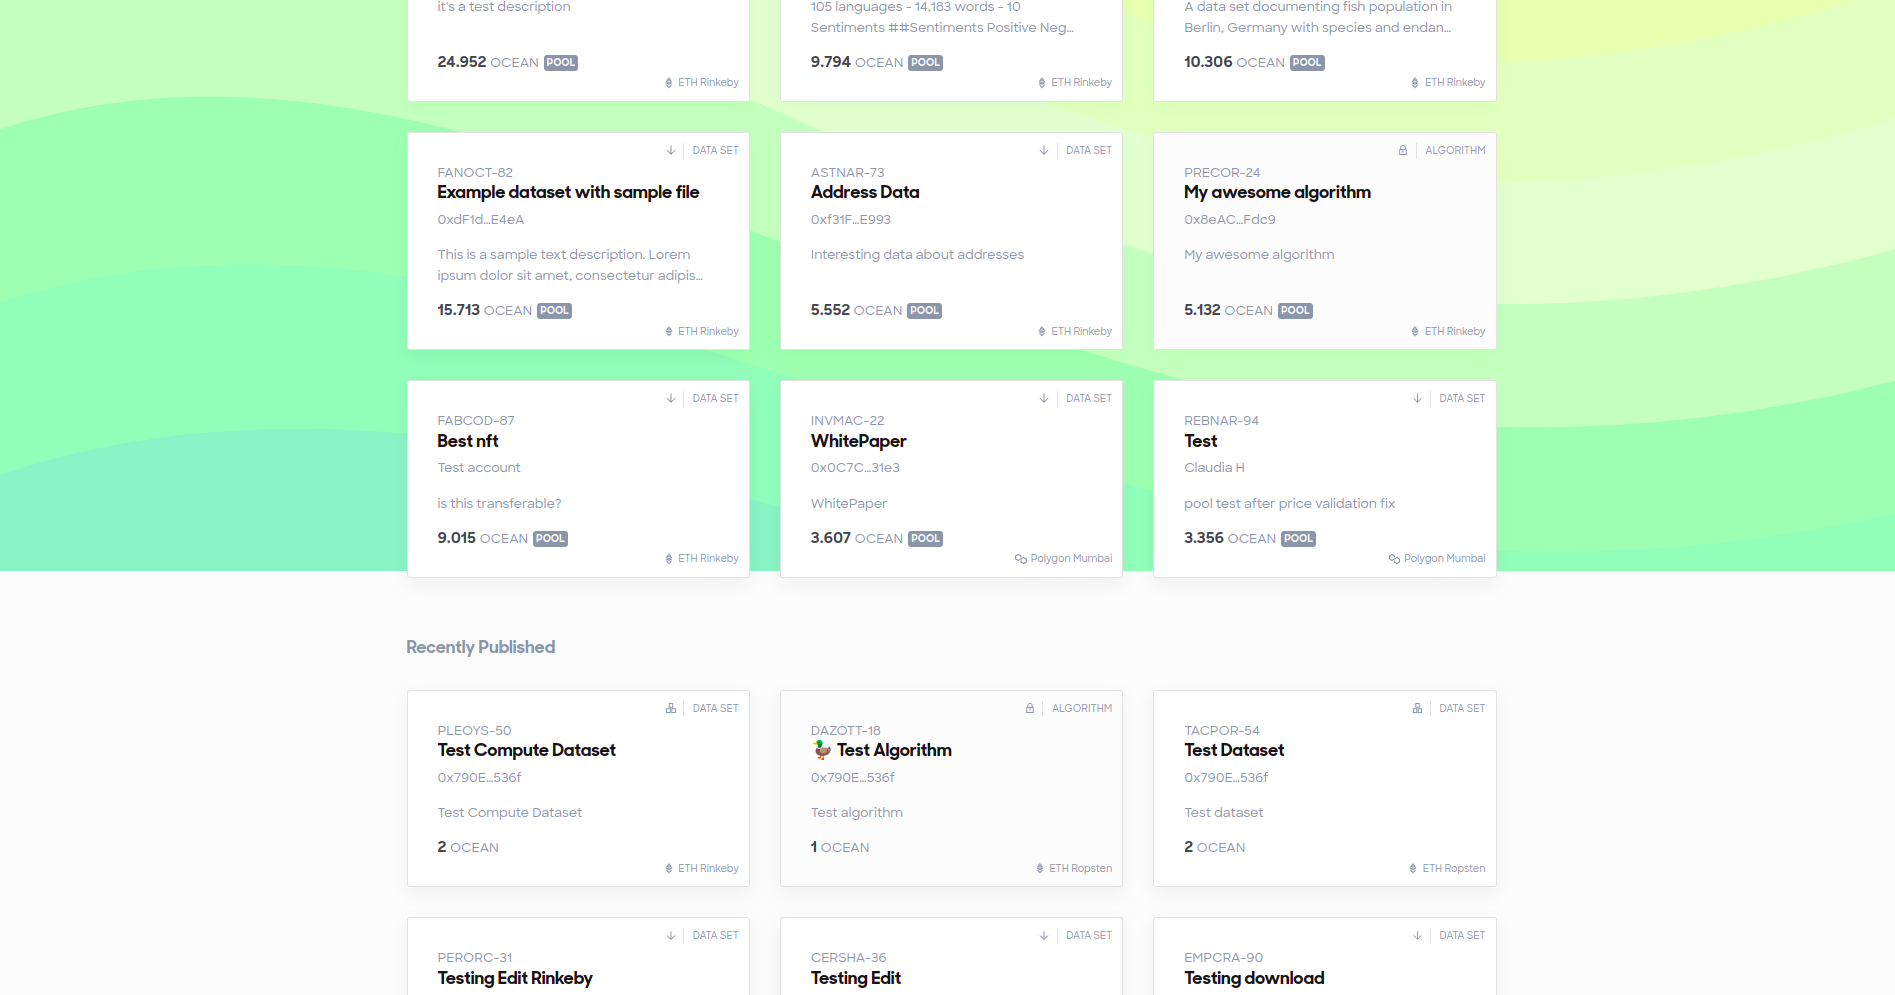 it's a test description
24.952 OCEAN POOL
ETH Rinkeby
105 languages - 14,183 words - 10
Sentiments ##Sentiments Positive Neg...
9.794 OCEAN POOL
ETH Rinkeby
A data set documenting fish population in
Berlin, Germany with species and endan...
10.306 OCEAN POOL
ETH Rinkeby
DATA SET
FANOCT-82
Example dataset with sample file
0xdF1d...E4eA
This is a sample text description. Lorem
ipsum dolor sit amet, consectetur adipis...
15.713 OCEAN POOL
ETH Rinkeby
DATA SET
ASTNAR-73
Address Data
0xf31F...E993
Interesting data about addresses
5.552 OCEAN POOL
ETH Rinkeby
ALGORITHM
PRECOR-24
My awesome algorithm
0x8eAC...Fdc9
My awesome algorithm
5.132 OCEAN POOL
ETH Rinkeby
DATA SET
FABCOD-87
Best nft
Test account
is this transferable?
9.015 OCEAN POOL
ETH Rinkeby
DATA SET
INVMAC-22
WhitePaper
0x0C7C...31e3
WhitePaper
3.607 OCEAN POOL
Polygon Mumbai
DATA SET
REBNAR-94
Test
Claudia H
pool test after price validation fix
3.356 OCEAN POOL
Polygon Mumbai
Recently Published
DATA SET
PLEOYS-50
Test Compute Dataset
0x790E...536f
Test Compute Dataset
2 OCEAN
ETH Rinkeby
ALGORITHM
DAZOTT-18
🦆 Test Algorithm
0x790E...536f
Test algorithm
1 OCEAN
ETH Ropsten
DATA SET
TACPOR-54
Test Dataset
0x790E...536f
Test dataset
2 OCEAN
ETH Ropsten
DATA SET
PERORC-31
Testing Edit Rinkeby
DATA SET
CERSHA-36
Testing Edit
DATA SET
EMPCRA-90
Testing download